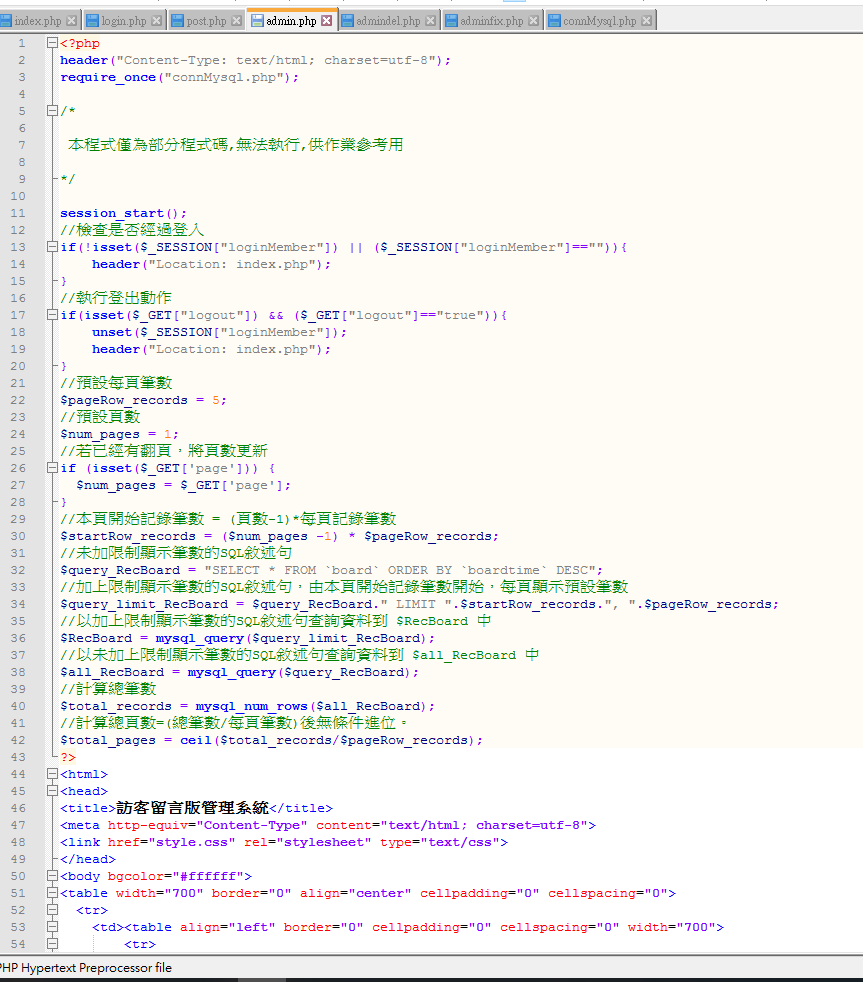 index.php login.php post.php admin.php admindel.php adminfix.php connMysql.php
1 <?php
2 header("Content-Type: text/html; charset=utf-8");
3 require_once("connMysql.php");
4
5 /*
6
7 本程式僅為部分程式碼,無法執行,供作業參考用
8
9 */
10
11 session_start();
12 //檢查是否經過登入
13 if(!isset($_SESSION["loginMember"]) || ($_SESSION["loginMember"]=="")){
14 header("Location: index.php");
15 }
16 //執行登出動作
17 if(isset($_GET["logout"]) && ($_GET["logout"]=="true")){
18 unset($_SESSION["loginMember"]);
19 header("Location: index.php");
20 }
21 //預設每頁筆數
22 $pageRow_records = 5;
23 //預設頁數
24 $num_pages = 1;
25 //若已經有翻頁，將頁數更新
26 if (isset($_GET['page'])) {
27 $num_pages = $_GET['page'];
28 }
29 //本頁開始記錄筆數 = (頁數-1)*每頁記錄筆數
30 $startRow_records = ($num_pages -1) * $pageRow_records;
31 //未加限制顯示筆數的SQL敘述句
32 $query_RecBoard = "SELECT * FROM `board` ORDER BY `boardtime` DESC";
33 //加上限制顯示筆數的SQL敘述句，由本頁開始記錄筆數開始，每頁顯示預設筆數
34 $query_limit_RecBoard = $query_RecBoard." LIMIT ".$startRow_records.", ".$pageRow_records;
35 //以加上限制顯示筆數的SQL敘述句查詢資料到 $RecBoard 中
36 $RecBoard = mysql_query($query_limit_RecBoard);
37 //以未加上限制顯示筆數的SQL敘述句查詢資料到 $all_RecBoard 中
38 $all_RecBoard = mysql_query($query_RecBoard);
39 //計算總筆數
40 $total_records = mysql_num_rows($all_RecBoard);
41 //計算總頁數=(總筆數/每頁筆數)後無條件進位。
42 $total_pages = ceil($total_records/$pageRow_records);
43 ?>
44 <html>
45 <head>
46 <title>訪客留言版管理系統</title>
47 <meta http-equiv="Content-Type" content="text/html; charset=utf-8">
48 <link href="style.css" rel="stylesheet" type="text/css">
49 </head>
50 <body bgcolor="#ffffff">
51 <table width="700" border="0" align="center" cellpadding="0" cellspacing="0">
52 <tr>
53 <td><table align="left" border="0" cellpadding="0" cellspacing="0" width="700">
54 <tr>
PHP Hypertext Preprocessor file